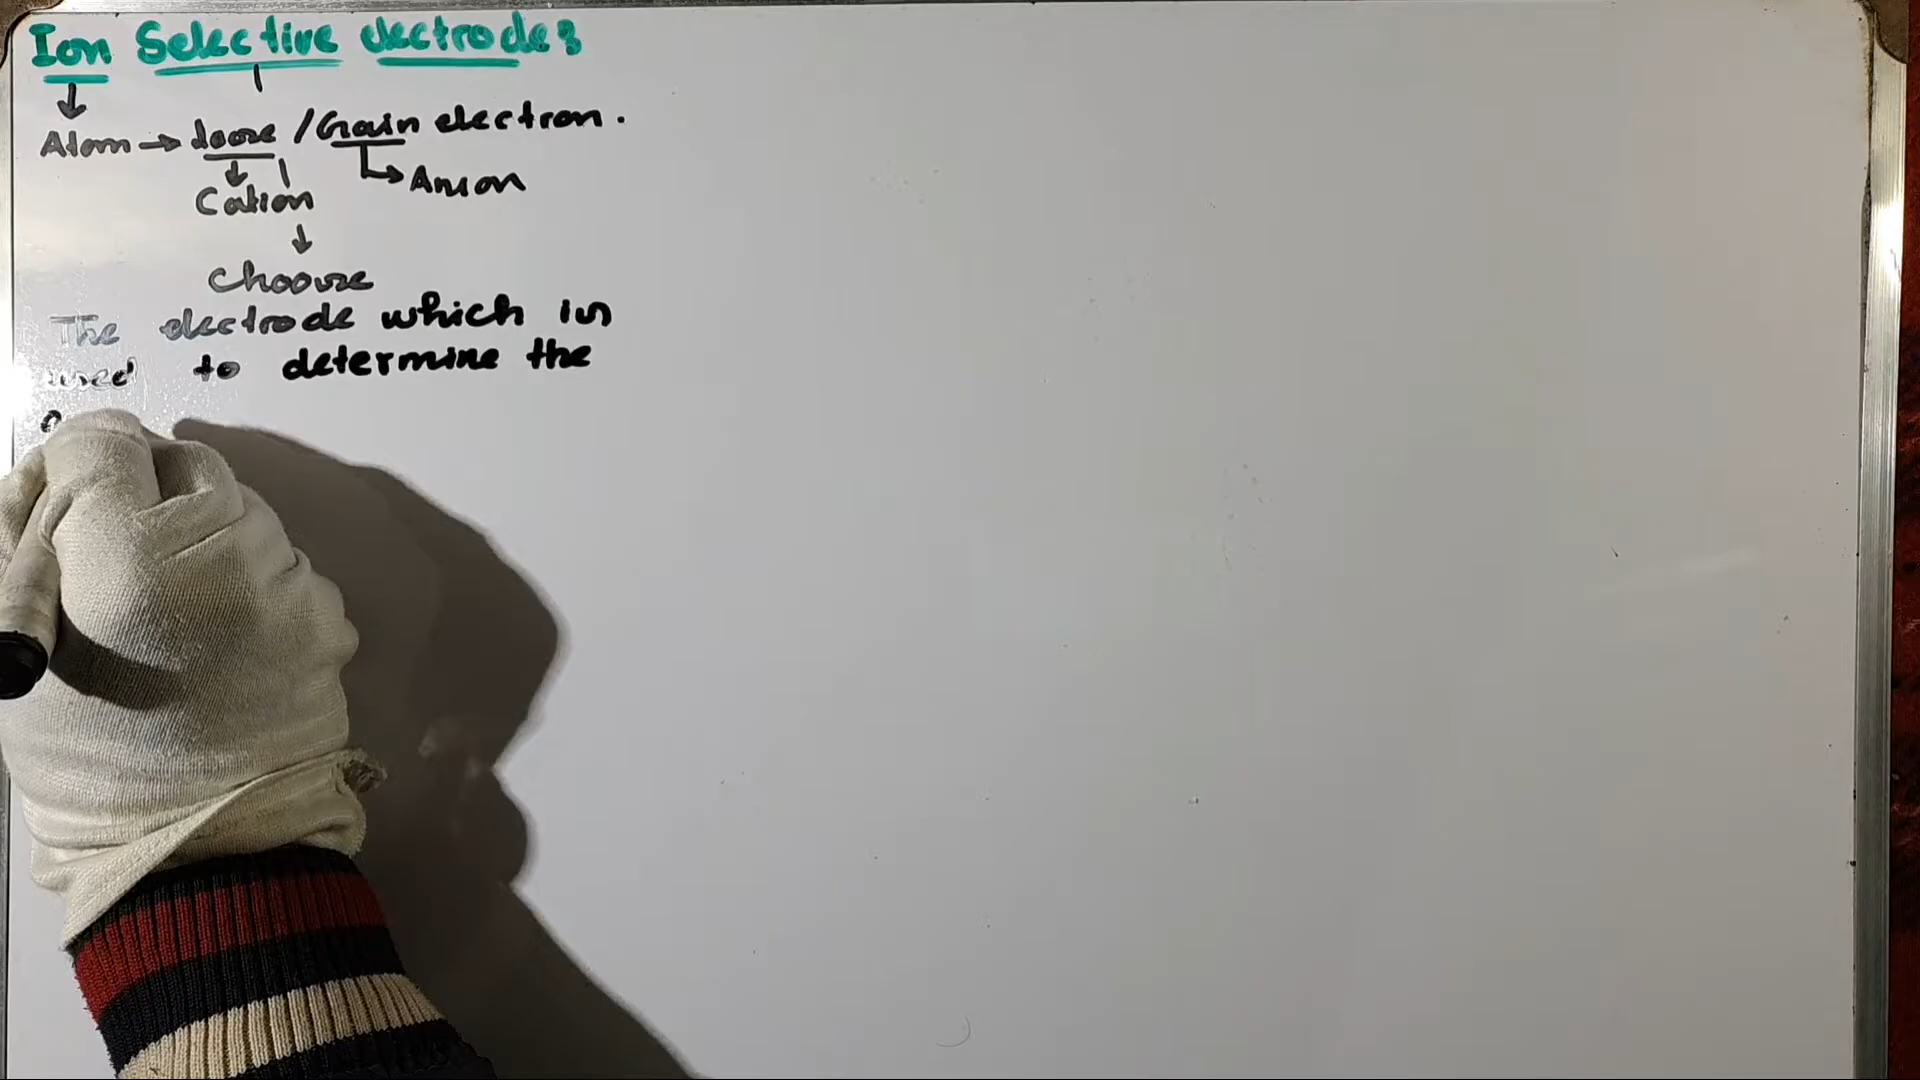 Ion Selective electrodes
Atom → loose / Gain electron.
Cation
Anion
Choose
The electrode which is
used to determine the